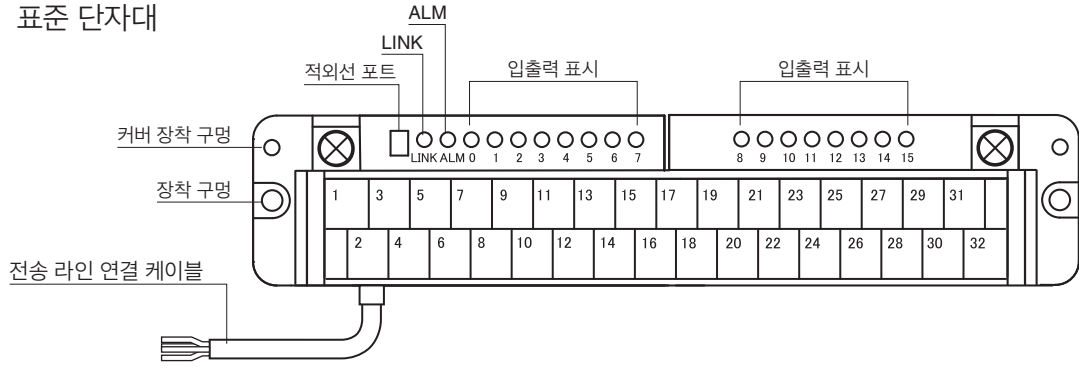 표준 단자대
ALM
LINK
적외선 포트
입출력 표시
입출력 표시
커버 장착 구멍
LINK ALM 0 1 2 3 4 5 6 7
8 9 10 11 12 13 14 15
장착 구멍
1 3 5 7 9 11 13 15 17 19 21 23 25 27 29 31
2 4 6 8 10 12 14 16 18 20 22 24 26 28 30 32
전송 라인 연결 케이블